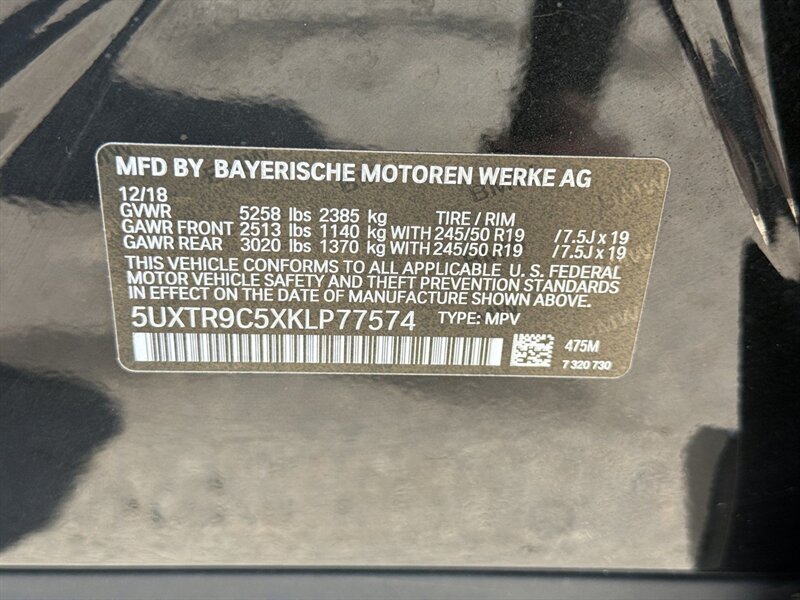 MFD BY BAYERISCHE MOTOREN WERKE AG
12/18
GVWR 5258 lbs 2385 kg TIRE / RIM
GAWR FRONT 2513 lbs 1140 kg WITH 245/50 R19 /7.5J x 19
GAWR REAR 3020 lbs 1370 kg WITH 245/50 R19 /7.5J x 19
THIS VEHICLE CONFORMS TO ALL APPLICABLE U. S. FEDERAL
MOTOR VEHICLE SAFETY AND THEFT PREVENTION STANDARDS
IN EFFECT ON THE DATE OF MANUFACTURE SHOWN ABOVE.
5UXTR9C5XKLP77574 TYPE: MPV
475M
7 320 730